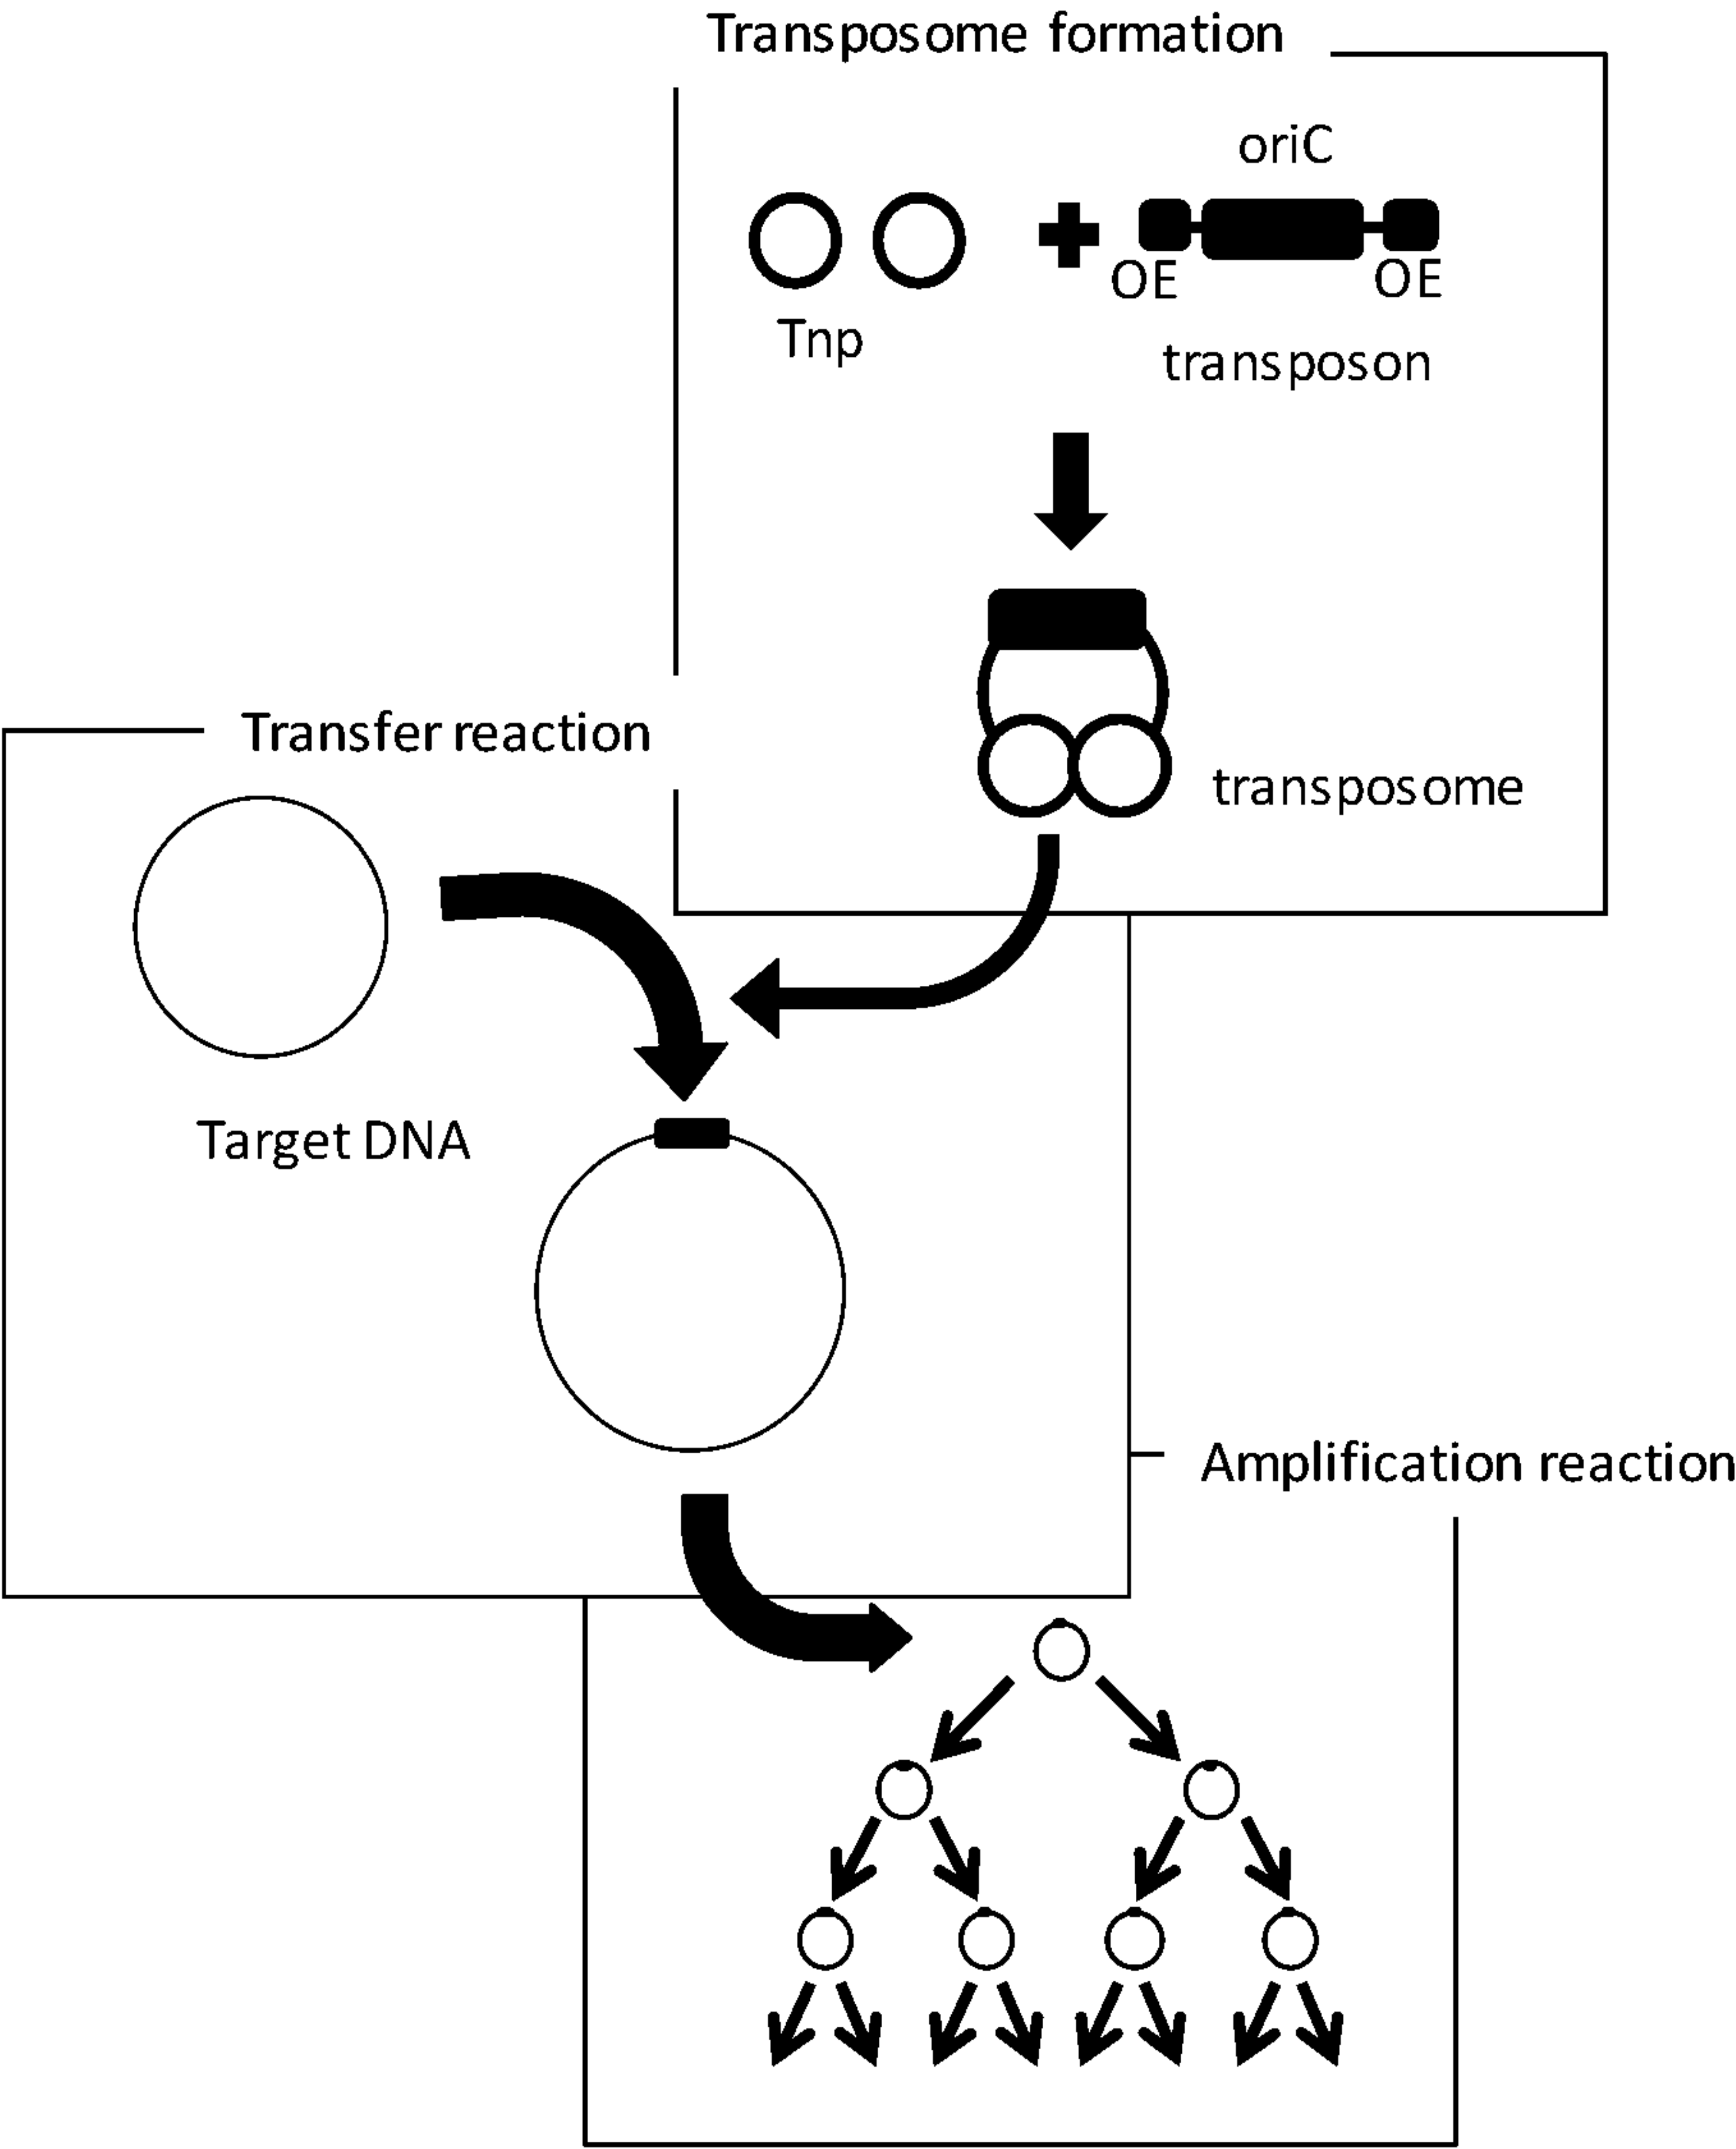 Transposome formation
oriC
OE
OE
Tnp
transposon
transposome
Transfer reaction
Target DNA
Amplification reaction